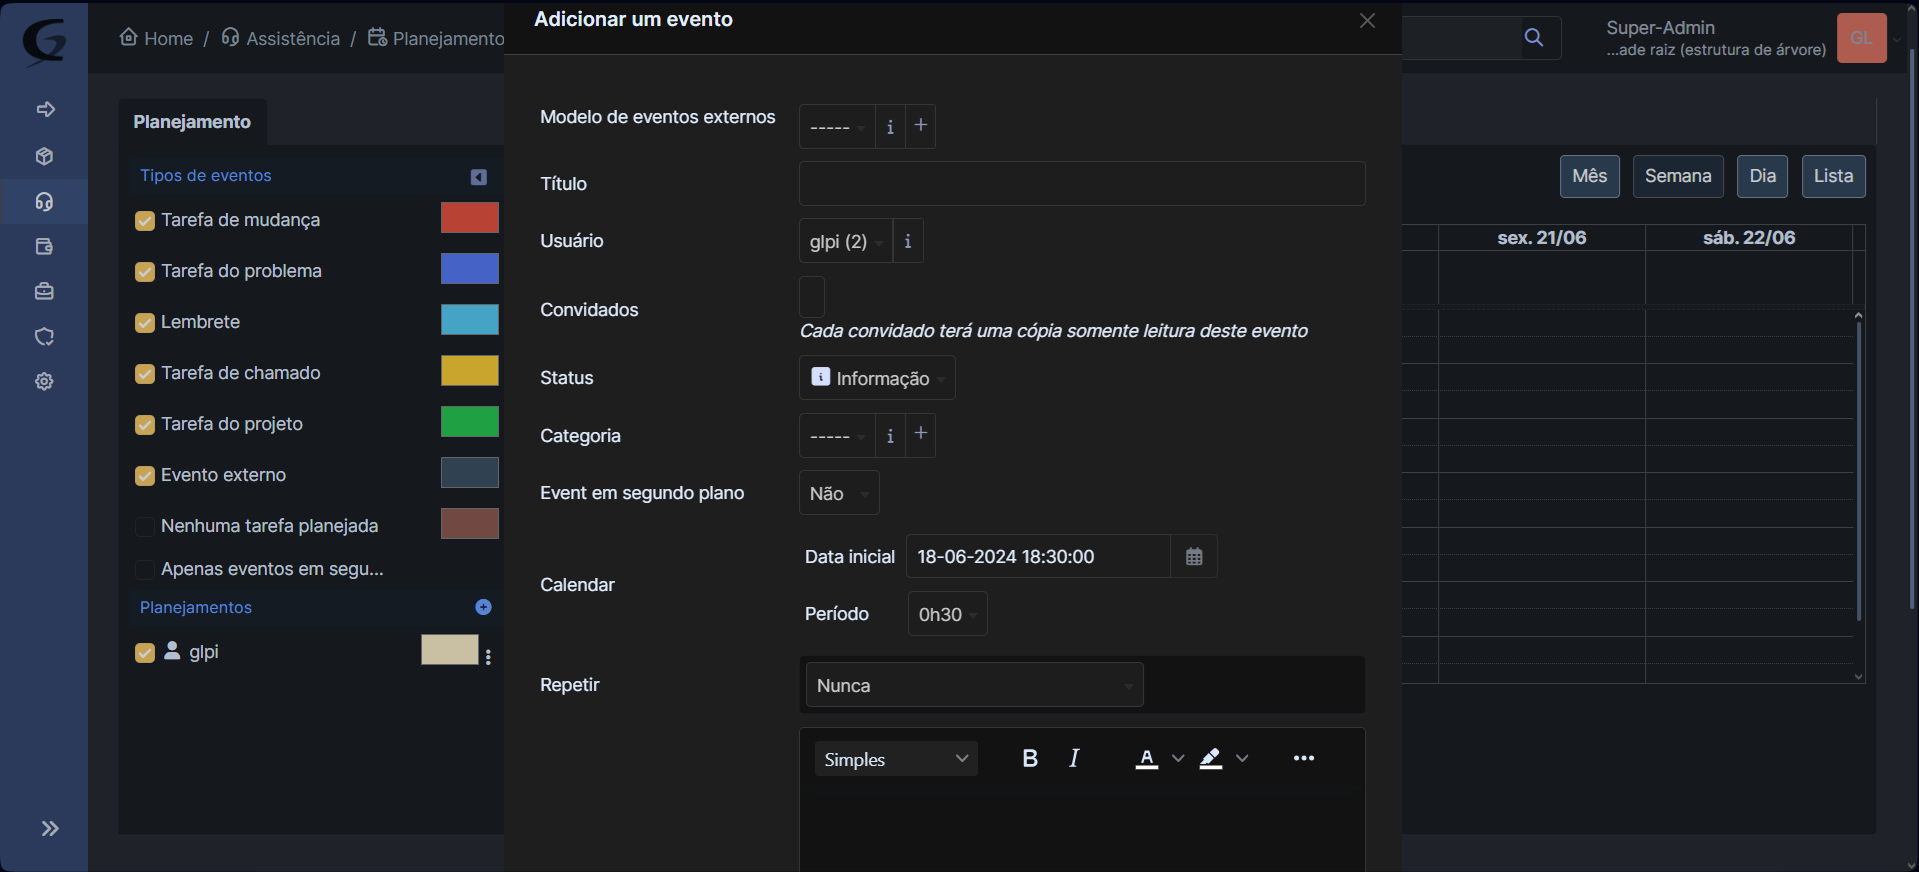 Adicionar um evento
Home / Assistência / Planejamento
Super-Admin
...ade raiz (estrutura de árvore)
GL
Planejamento
Tipos de eventos
Tarefa de mudança
Tarefa do problema
Lembrete
Tarefa de chamado
Tarefa do projeto
Evento externo
Nenhuma tarefa planejada
Apenas eventos em segu...
Planejamentos
glpi
Modelo de eventos externos
-----
Título
Usuário
glpi (2)
Convidados
Cada convidado terá uma cópia somente leitura deste evento
Status
Informação
Categoria
-----
Event em segundo plano
Não
Calendar
Data inicial
18-06-2024 18:30:00
Período
0h30
Repetir
Nunca
Simples
B I A
Mês
Semana
Dia
Lista
sex. 21/06
sáb. 22/06